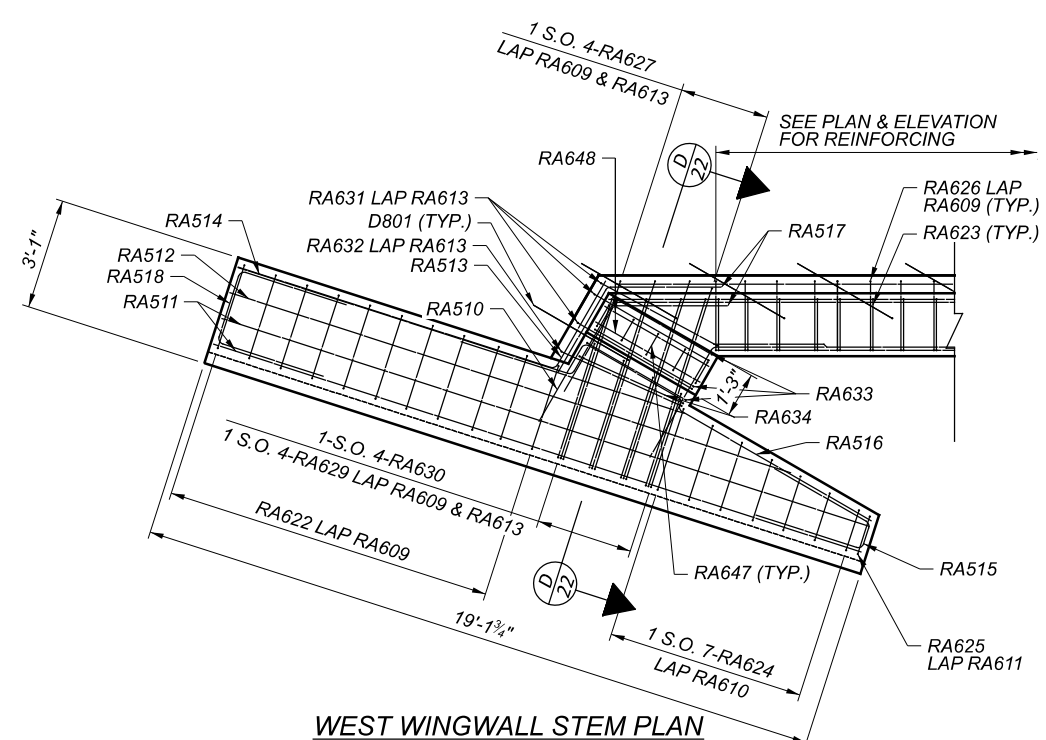 1 S.O. 4-RA627
LAP RA609 & RA613
SEE PLAN & ELEVATION
FOR REINFORCING
D
22
RA648
RA631 LAP RA613
D801 (TYP.)
RA632 LAP RA613
RA513
RA510
RA626 LAP
RA609 (TYP.)
RA623 (TYP.)
RA517
3'-1"
RA514
RA512
RA518
RA511
1'-3"
RA633
RA634
RA516
1-S.O. 4-RA630
1 S.O. 4-RA629 LAP RA609 & RA613
RA622 LAP RA609
19'-1¾"
D
22
RA647 (TYP.)
1 S.O. 7-RA624
LAP RA610
RA515
RA625
LAP RA611
WEST WINGWALL STEM PLAN